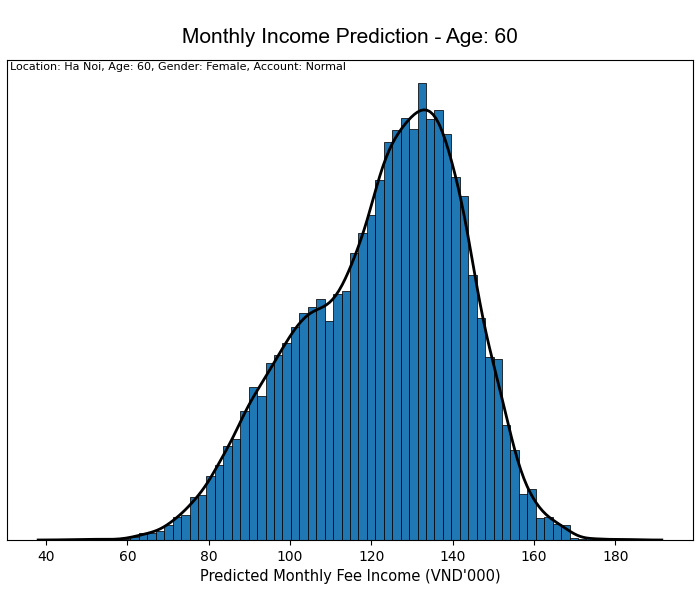 Monthly Income Prediction - Age: 60
Location: Ha Noi, Age: 60, Gender: Female, Account: Normal
40 60 80 100 120 140 160 180
Predicted Monthly Fee Income (VND'000)